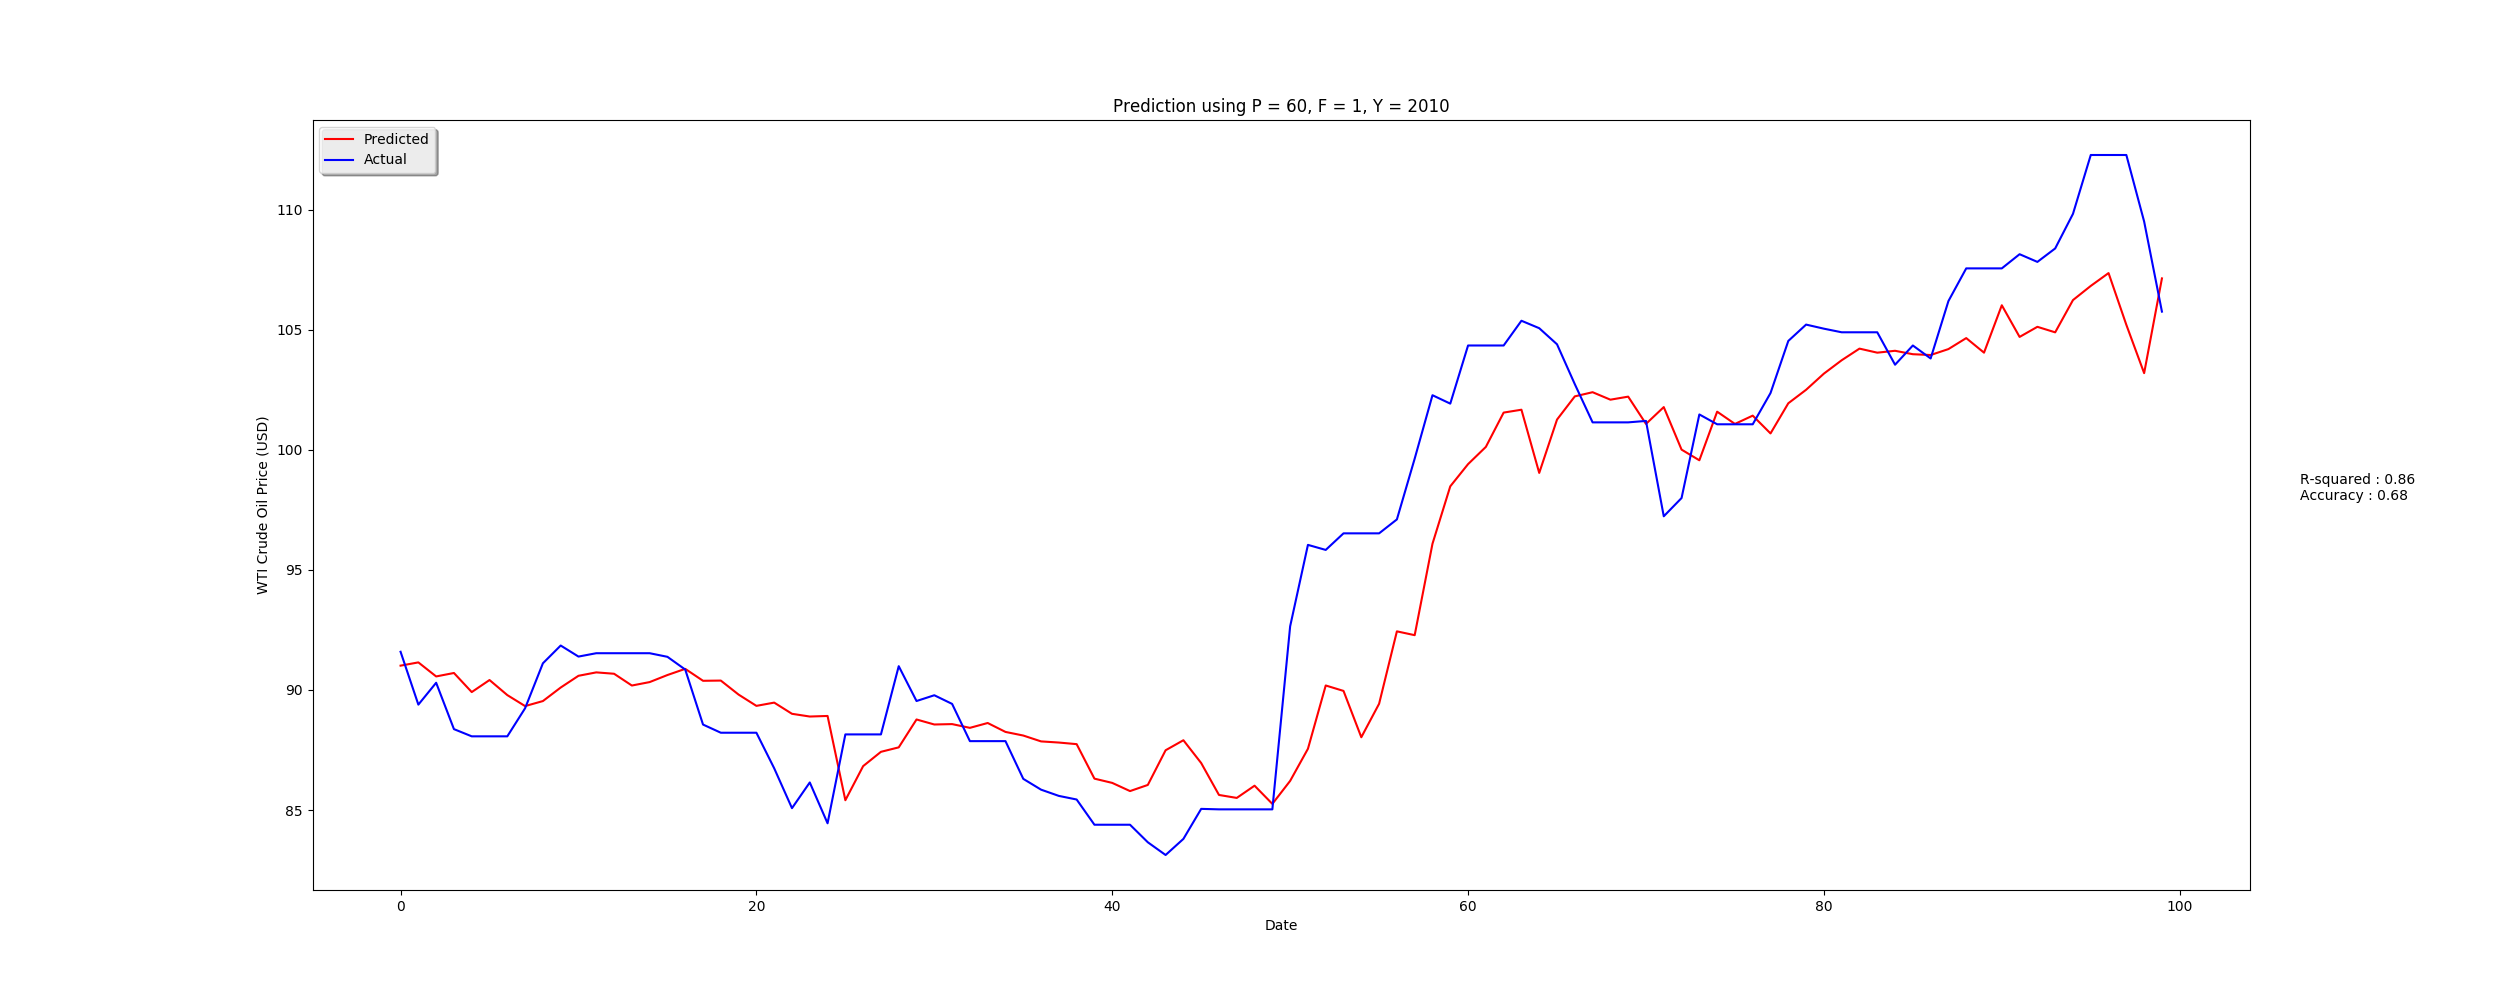 Prediction using P = 60, F = 1, Y = 2010
Predicted
Actual
110
105
100
95
90
85
WTI Crude Oil Price (USD)
0
20
40
60
80
100
Date
R-squared : 0.86
Accuracy : 0.68